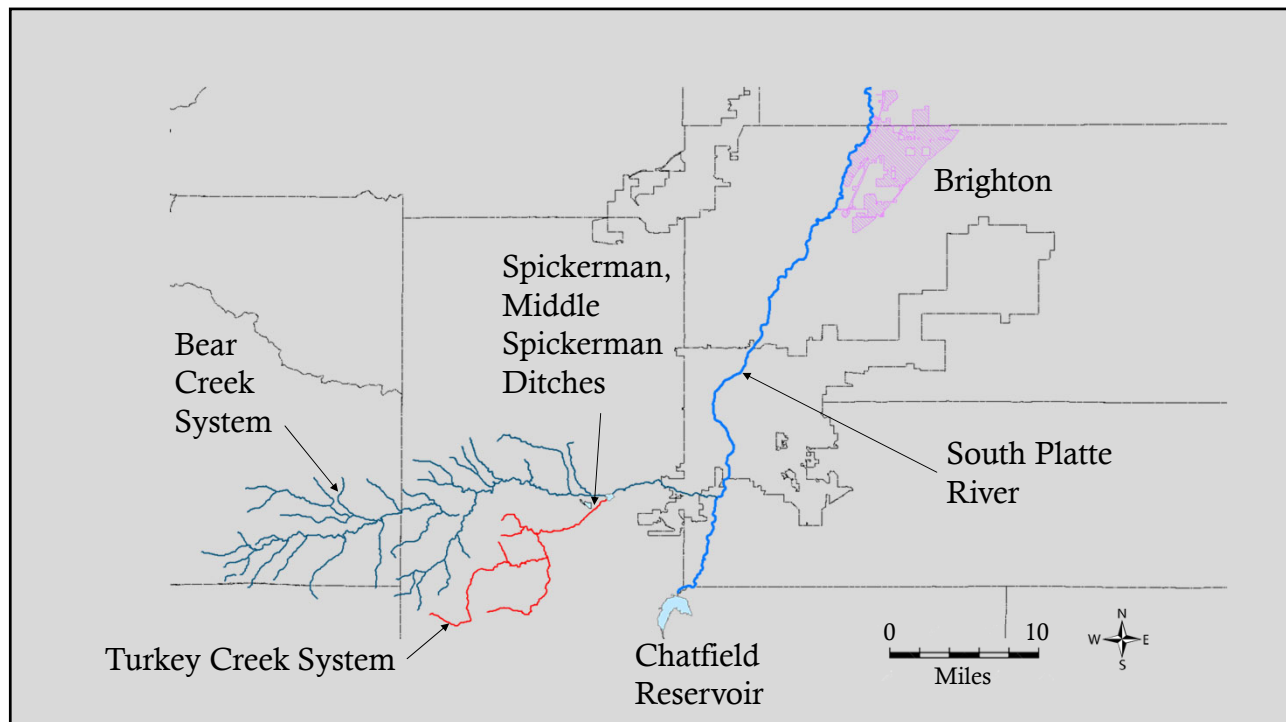 Brighton
Spickerman,
Middle
Spickerman
Ditches
Bear
Creek
System
South Platte
River
Turkey Creek System
Chatfield
Reservoir
0 10
Miles
N
W E
S